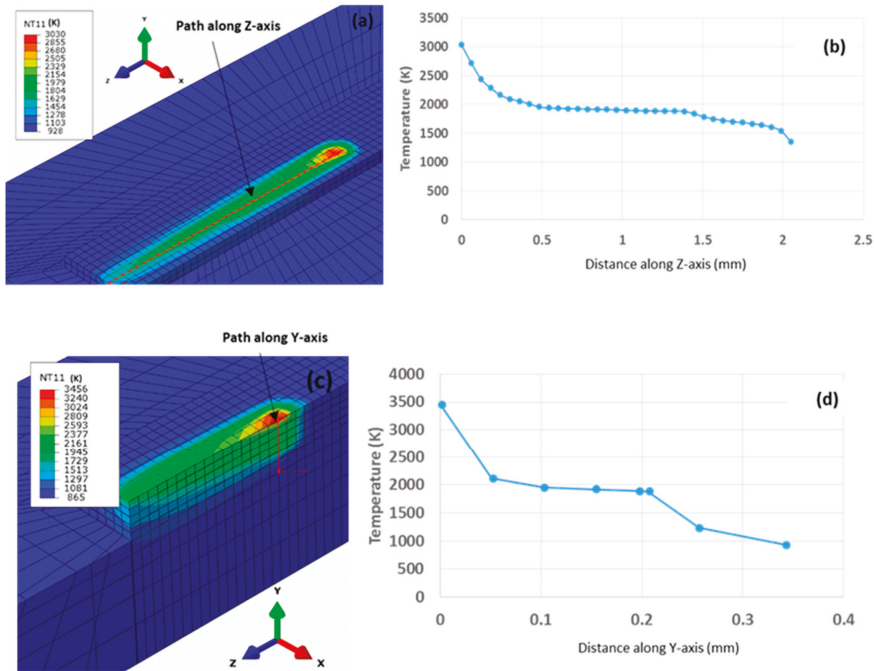 (a)
NT11 (K)
3030
2855
2680
2505
2329
2154
1979
1804
1629
1454
1278
1103
928
Y
Z
X
Path along Z-axis
(b)
Temperature (K)
3500
3000
2500
2000
1500
1000
500
0
0 0.5 1 1.5 2 2.5
Distance along Z-axis (mm)
Path along Y-axis
(c)
NT11 (K)
3456
3240
3024
2809
2593
2377
2161
1945
1729
1513
1297
1081
865
Y
Z
X
(d)
Temperature (K)
4000
3500
3000
2500
2000
1500
1000
500
0
0 0.1 0.2 0.3 0.4
Distance along Y-axis (mm)